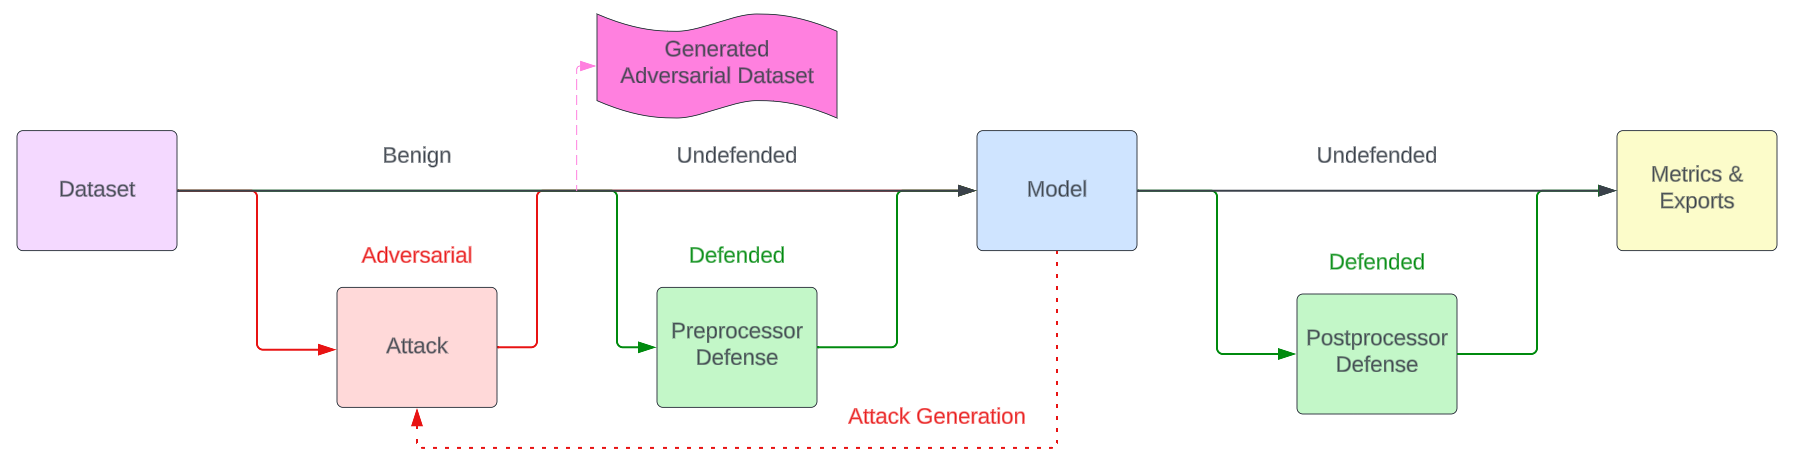 Generated
Adversarial Dataset
Benign
Undefended
Undefended
Dataset
Model
Metrics &
Exports
Adversarial
Defended
Defended
Attack
Preprocessor
Defense
Postprocessor
Defense
Attack Generation